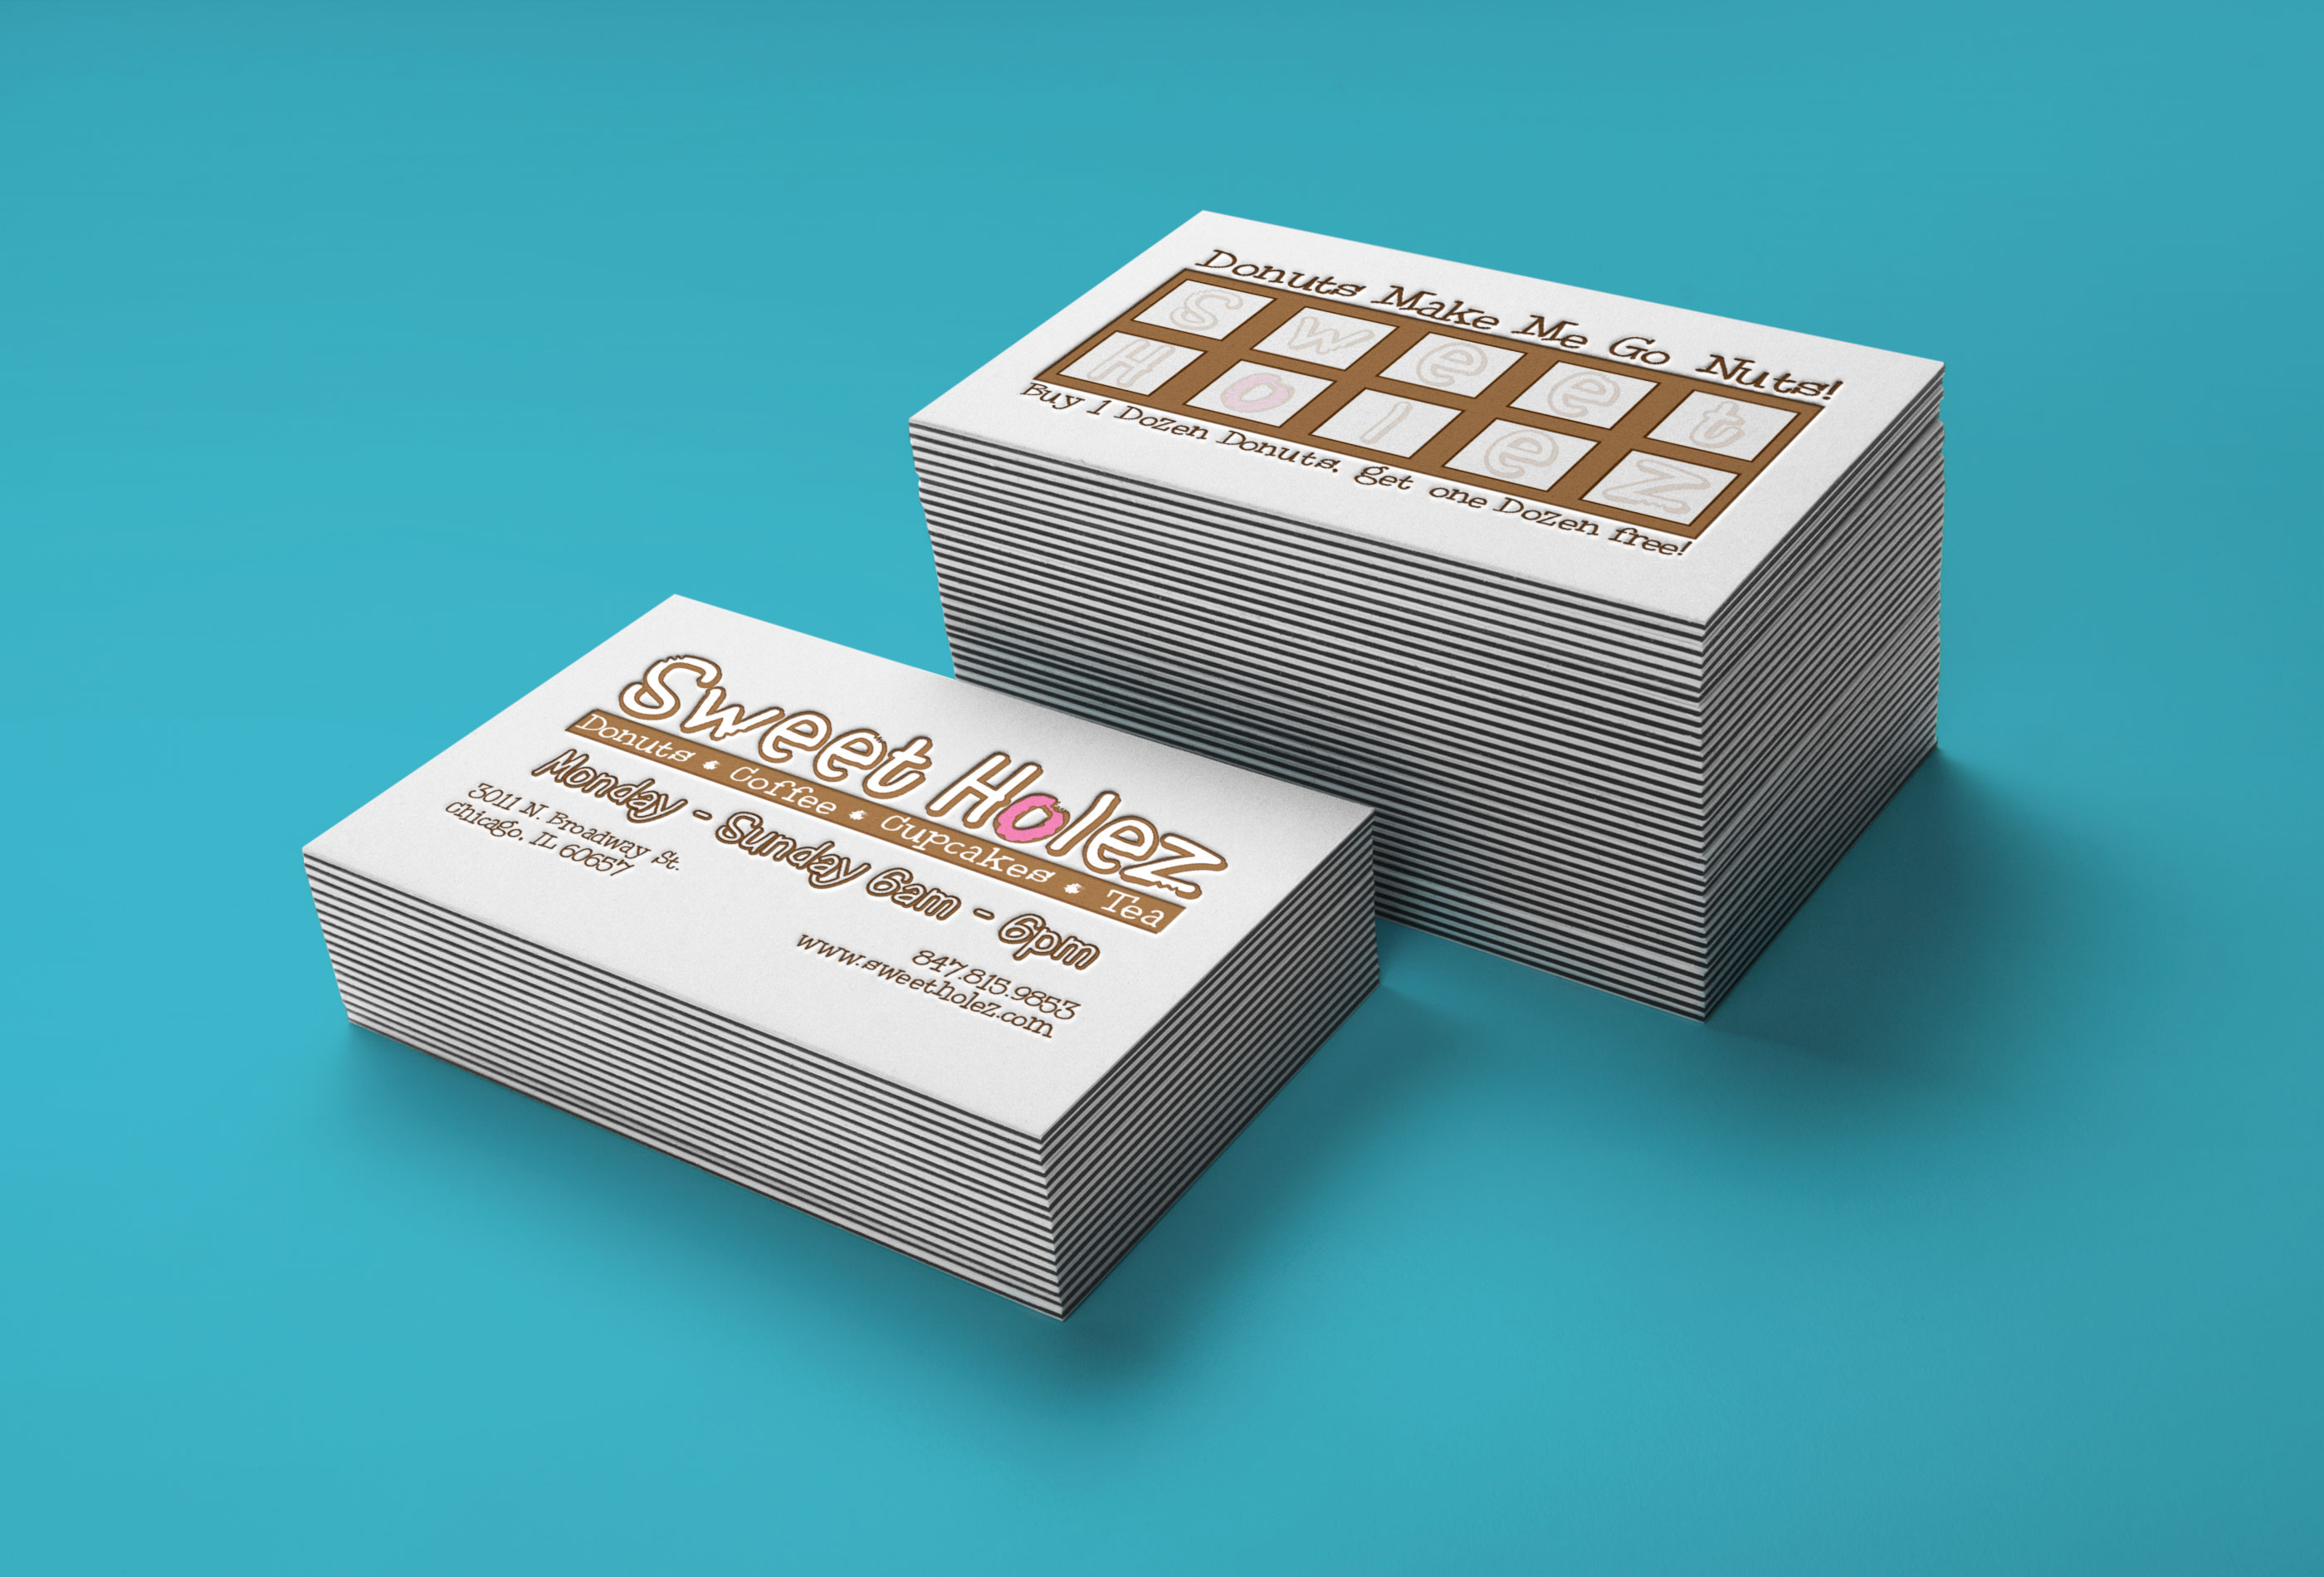 Donuts Make Me Go Nuts!
S w e e t
H o l e z
Buy 1 Dozen Donuts, get one Dozen free!
Sweet Holez
Donuts Coffee Cupcakes Tea
Monday - Sunday 6am - 6pm
3011 N. Broadway St.
Chicago, IL 60657
847.815.9853
www.sweetholez.com